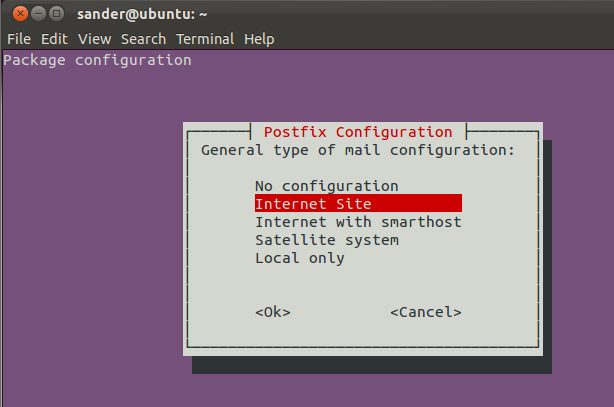 sander@ubuntu: ~
File Edit View Search Terminal Help
Package configuration
Postfix Configuration
General type of mail configuration:
No configuration
Internet Site
Internet with smarthost
Satellite system
Local only
<Ok> <Cancel>